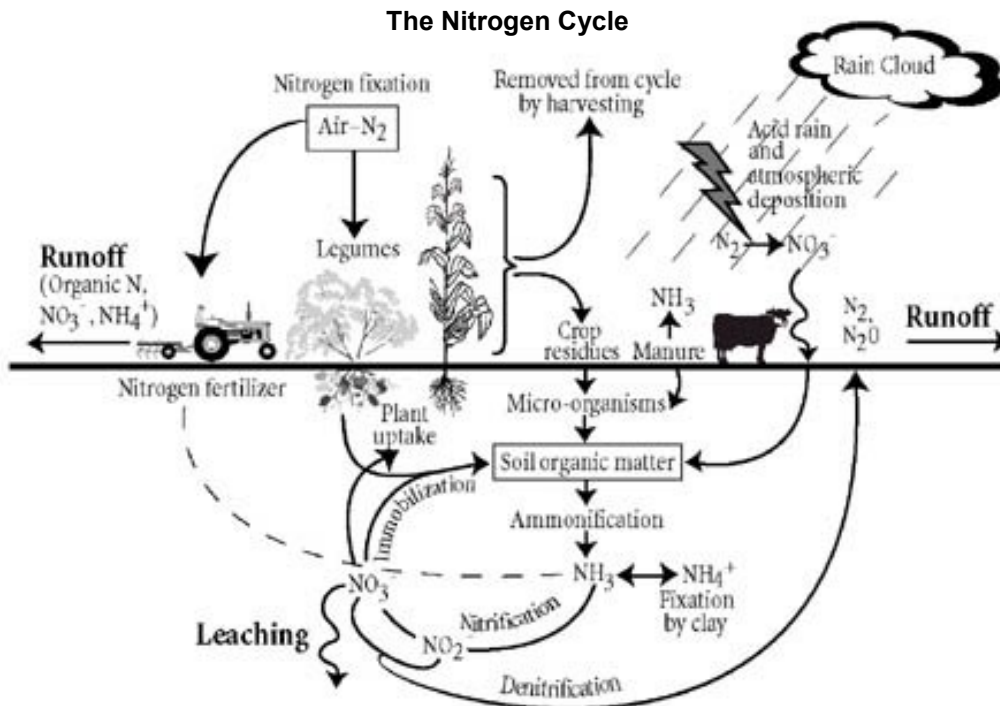 The Nitrogen Cycle
Rain Cloud
Nitrogen fixation
Air–N₂
Removed from cycle
by harvesting
Acid rain
and
atmospheric
deposition
N₂
NO₃⁻
Legumes
Runoff
(Organic N,
NO₃⁻, NH₄⁺)
NH₃
N₂,
N₂O
Runoff
Crop
residues
Manure
Nitrogen fertilizer
Plant
uptake
Micro-organisms
Soil organic matter
Immobilization
Ammonification
NO₃⁻
NH₃
NH₄⁺
Fixation
by clay
Leaching
Nitrification
NO₂⁻
Denitrification